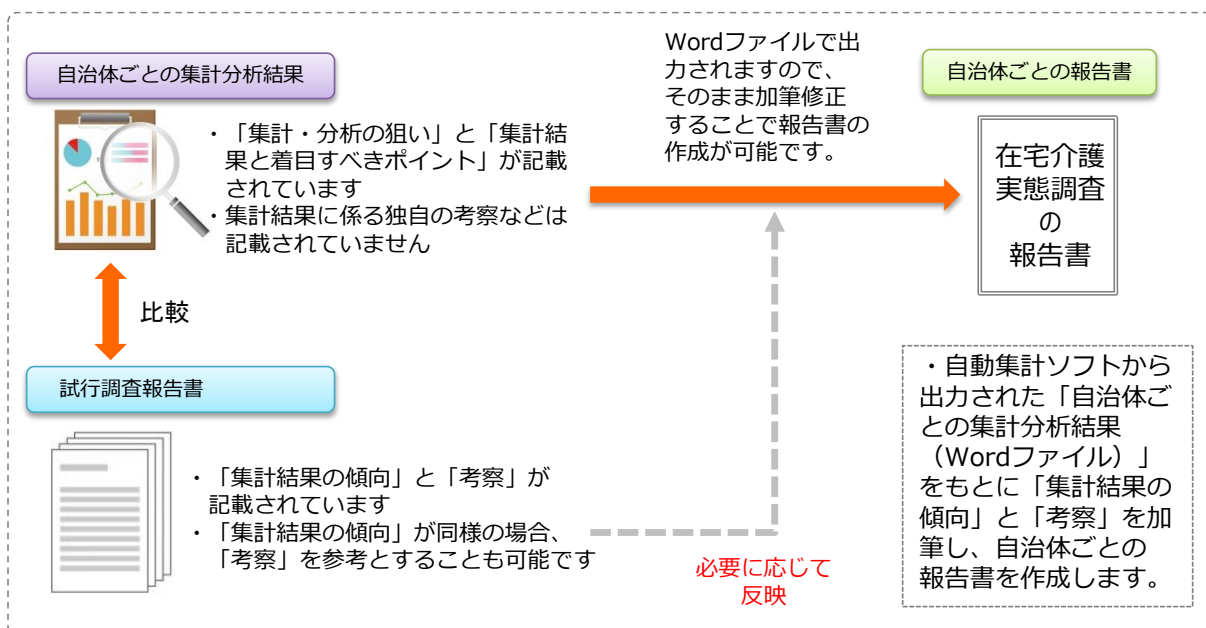 自治体ごとの集計分析結果
・「集計・分析の狙い」と「集計結
果と着目すべきポイント」が記載
されています
・集計結果に係る独自の考察などは
記載されていません
Wordファイルで出
力されますので、
そのまま加筆修正
することで報告書の
作成が可能です。
自治体ごとの報告書
在宅介護
実態調査
の
報告書
比較
試行調査報告書
・「集計結果の傾向」と「考察」が
記載されています
・「集計結果の傾向」が同様の場合、
「考察」を参考とすることも可能です
必要に応じて
反映
・自動集計ソフトから
出力された「自治体ご
との集計分析結果
（Wordファイル）」
をもとに「集計結果の
傾向」と「考察」を加
筆し、自治体ごとの
報告書を作成します。